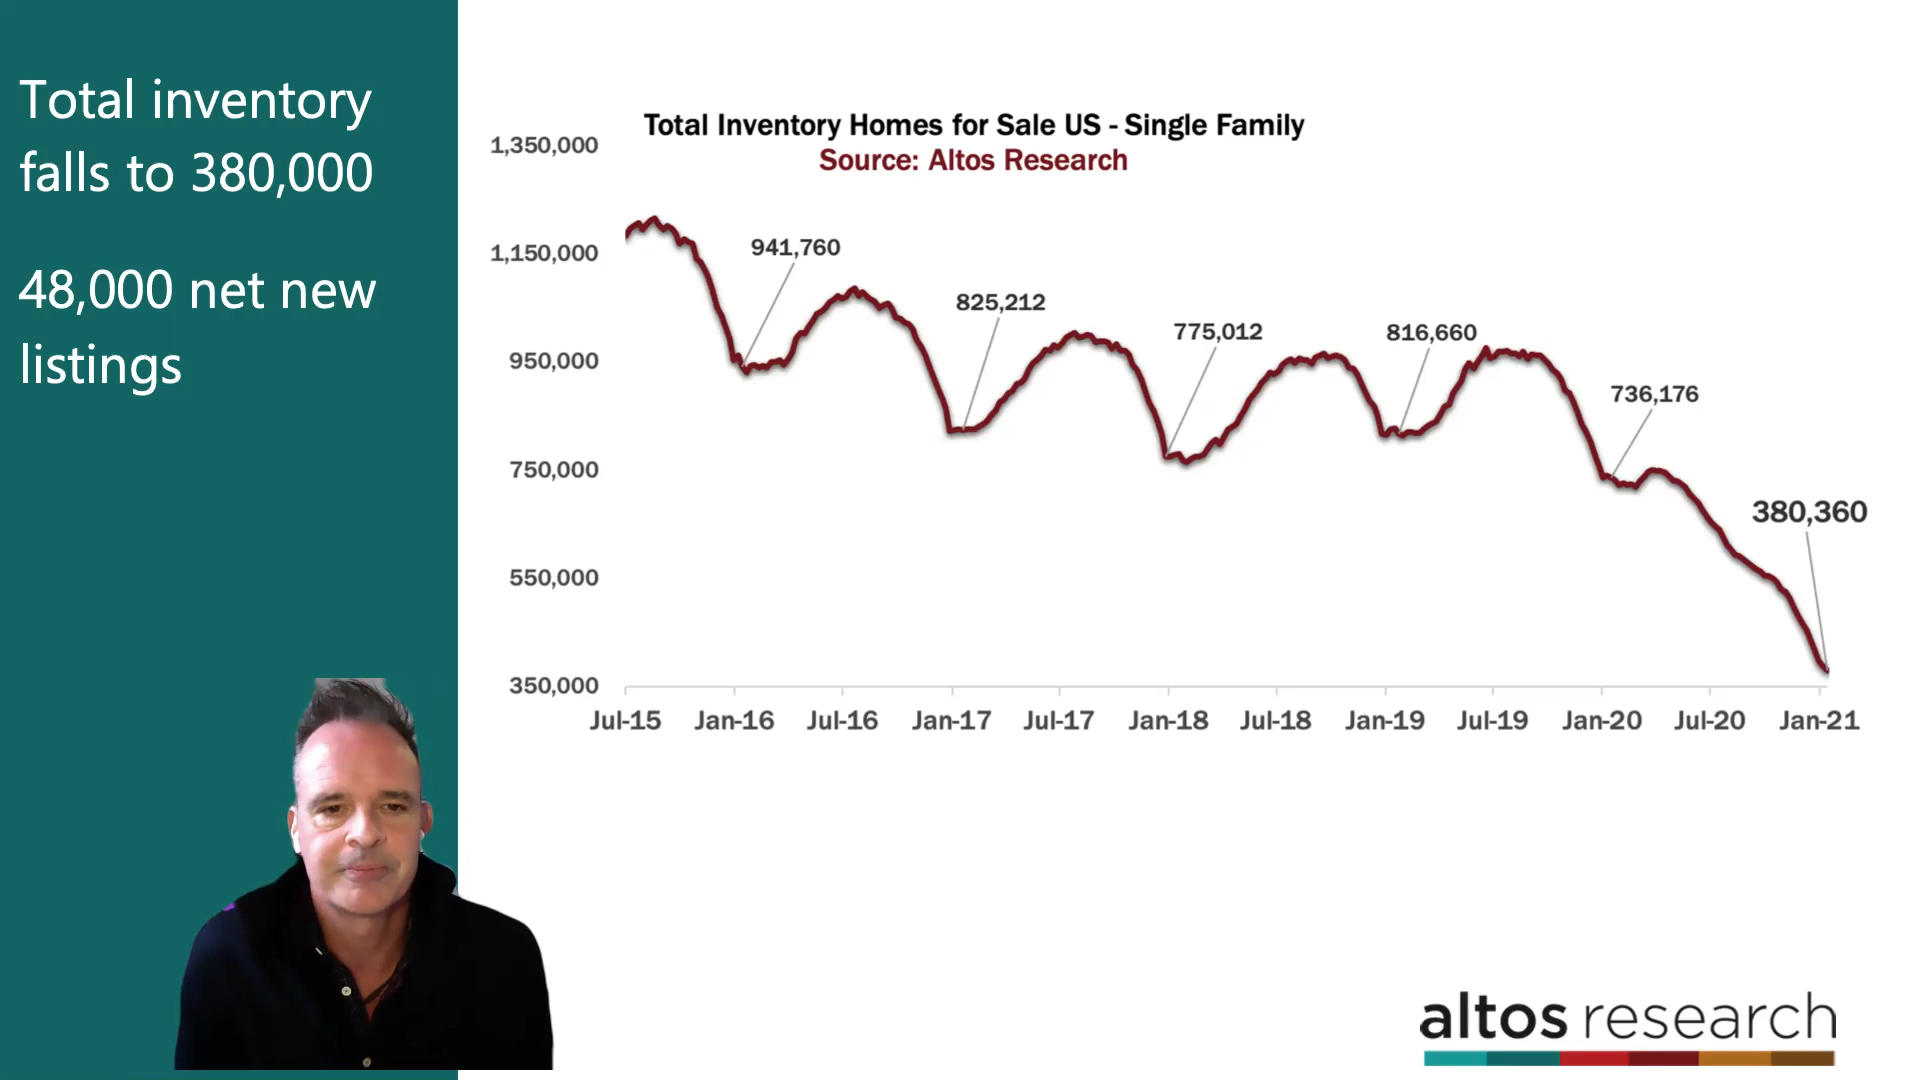 Total inventory
falls to 380,000
48,000 net new
listings
Total Inventory Homes for Sale US - Single Family
Source: Altos Research
1,350,000
1,150,000
950,000
750,000
550,000
350,000
941,760
825,212
775,012
816,660
736,176
380,360
Jul-15 Jan-16 Jul-16 Jan-17 Jul-17 Jan-18 Jul-18 Jan-19 Jul-19 Jan-20 Jul-20 Jan-21
altos research